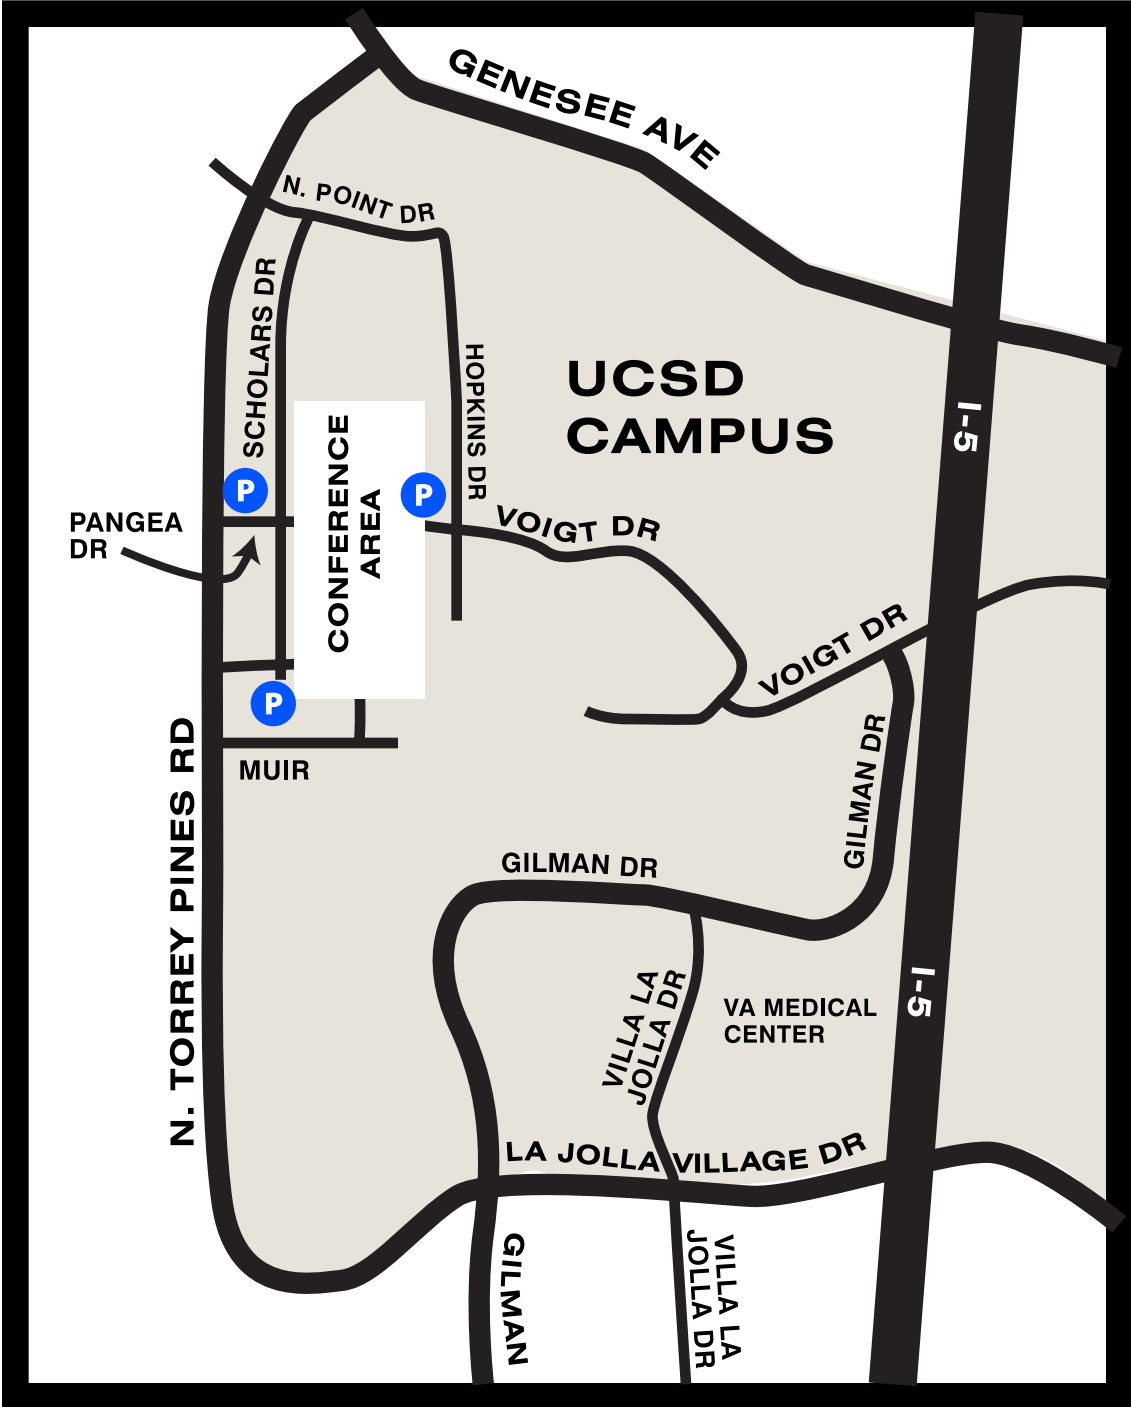 GENESEE AVE
N. POINT DR
SCHOLARS DR
HOPKINS DR
UCSD
CAMPUS
I-5
CONFERENCE
AREA
P
P
PANGEA
DR
VOIGT DR
VOIGT DR
P
MUIR
N. TORREY PINES RD
GILMAN DR
GILMAN DR
VILLA LA
JOLLA DR
VA MEDICAL
CENTER
I-5
LA JOLLA VILLAGE DR
GILMAN
VILLA LA
JOLLA DR